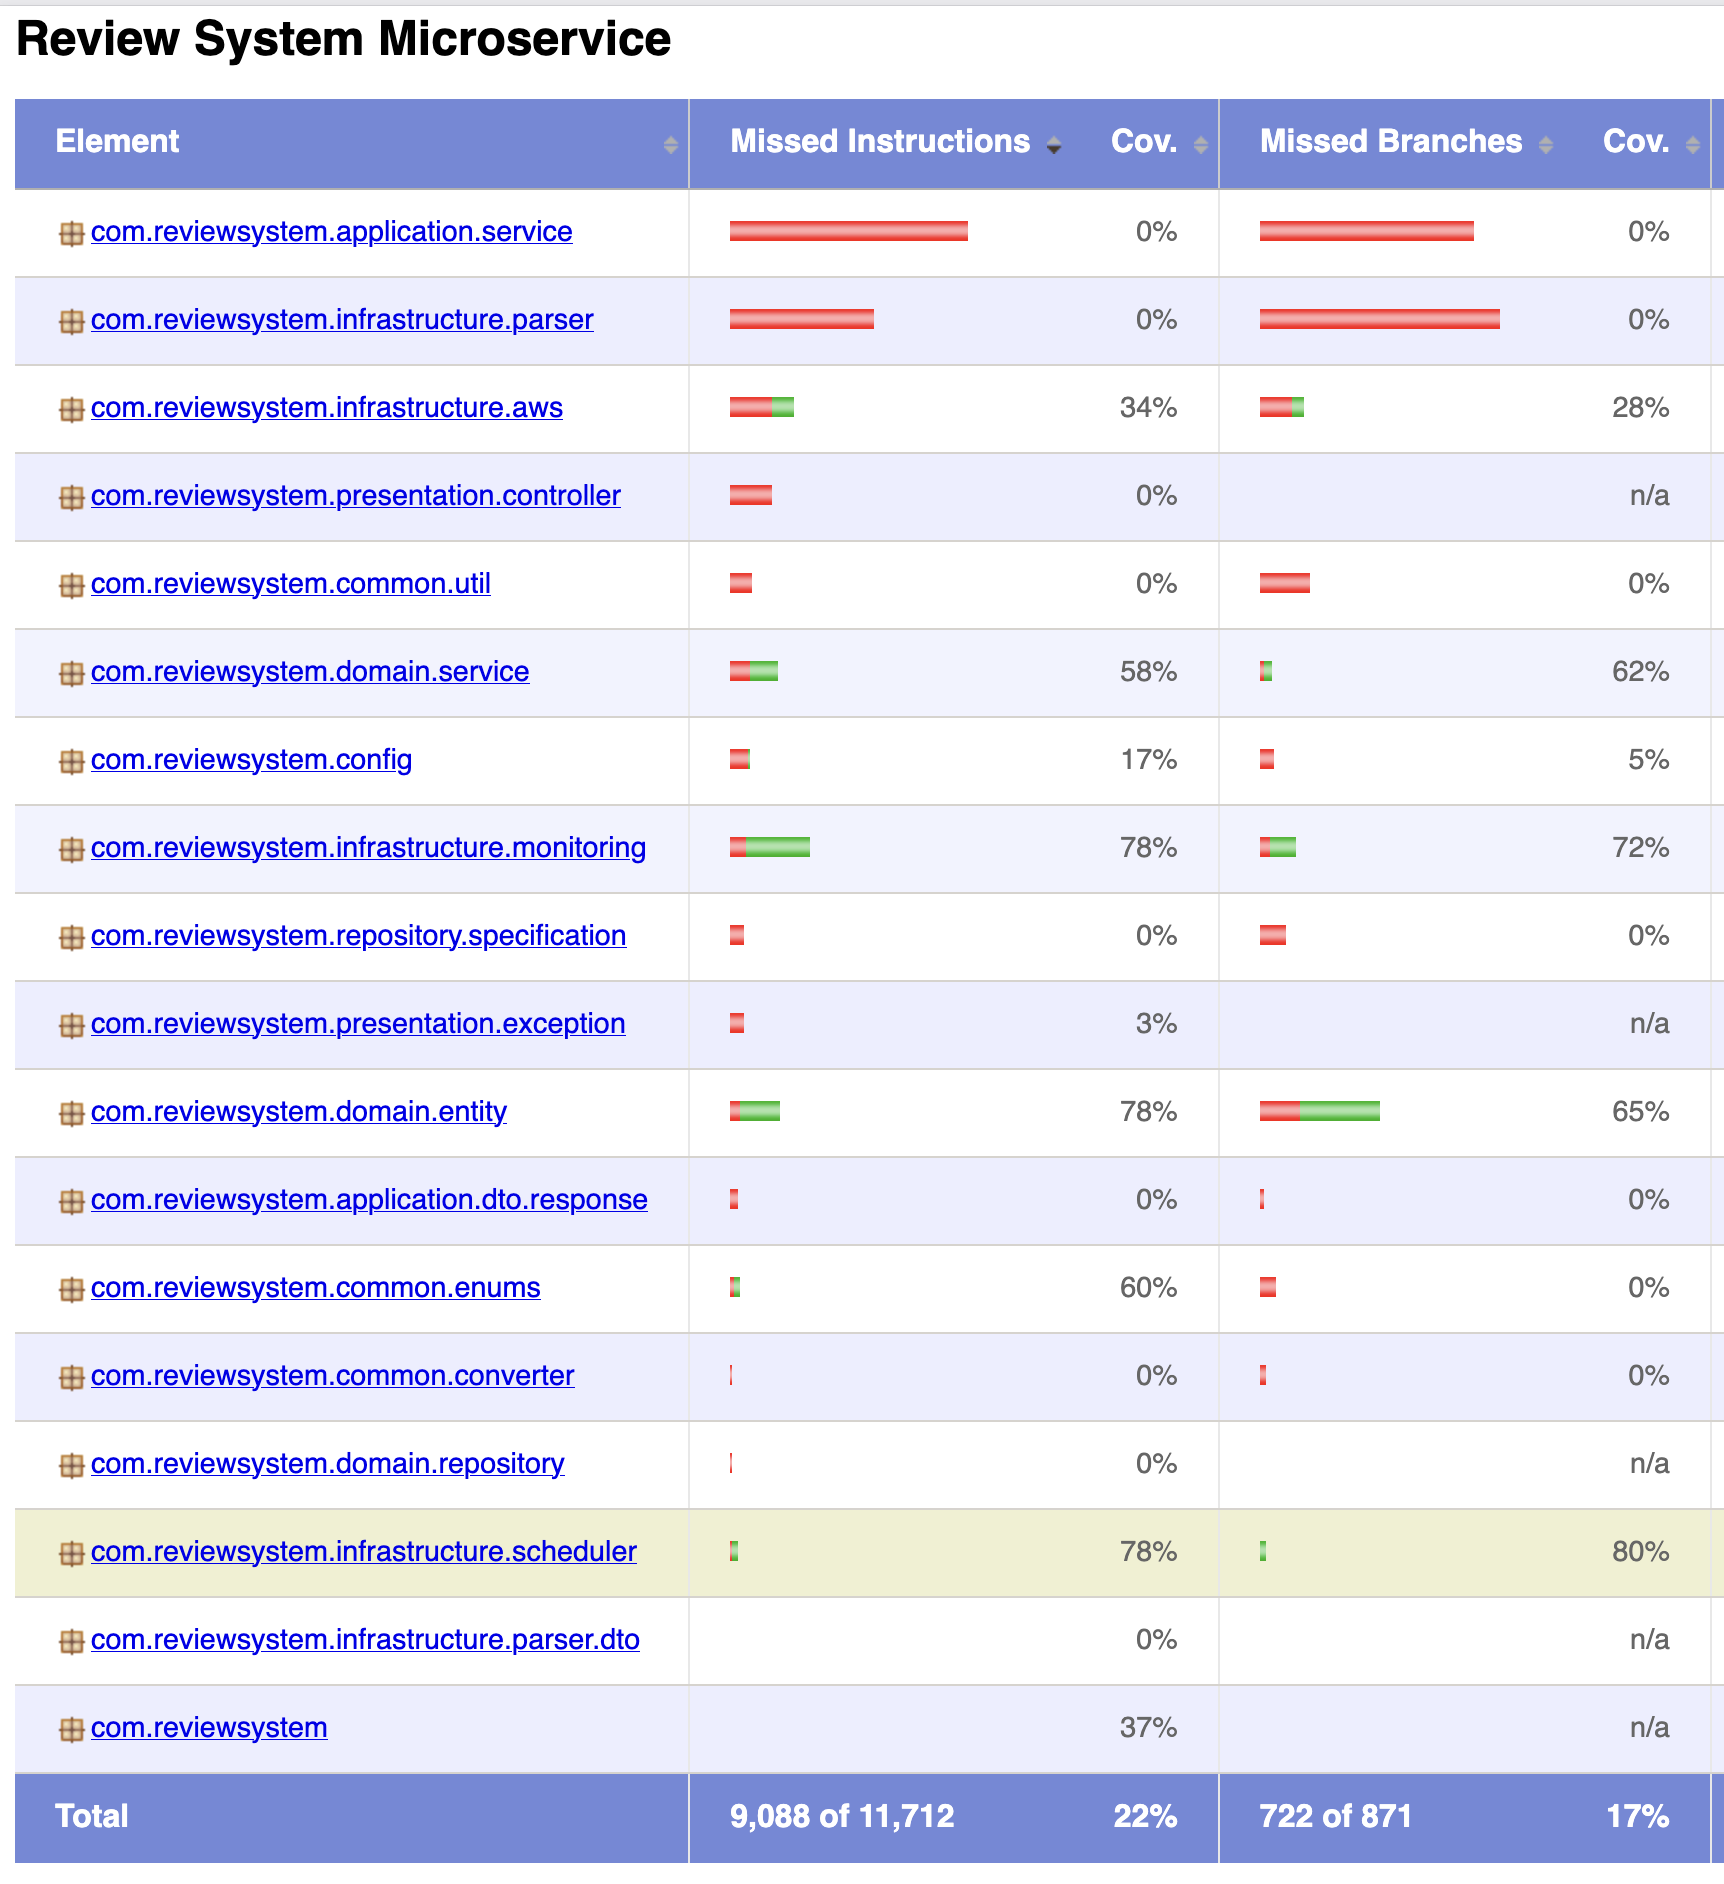 Review System Microservice
Element Missed Instructions Cov. Missed Branches Cov.
com.reviewsystem.application.service 0% 0%
com.reviewsystem.infrastructure.parser 0% 0%
com.reviewsystem.infrastructure.aws 34% 28%
com.reviewsystem.presentation.controller 0% n/a
com.reviewsystem.common.util 0% 0%
com.reviewsystem.domain.service 58% 62%
com.reviewsystem.config 17% 5%
com.reviewsystem.infrastructure.monitoring 78% 72%
com.reviewsystem.repository.specification 0% 0%
com.reviewsystem.presentation.exception 3% n/a
com.reviewsystem.domain.entity 78% 65%
com.reviewsystem.application.dto.response 0% 0%
com.reviewsystem.common.enums 60% 0%
com.reviewsystem.common.converter 0% 0%
com.reviewsystem.domain.repository 0% n/a
com.reviewsystem.infrastructure.scheduler 78% 80%
com.reviewsystem.infrastructure.parser.dto 0% n/a
com.reviewsystem 37% n/a
Total 9,088 of 11,712 22% 722 of 871 17%